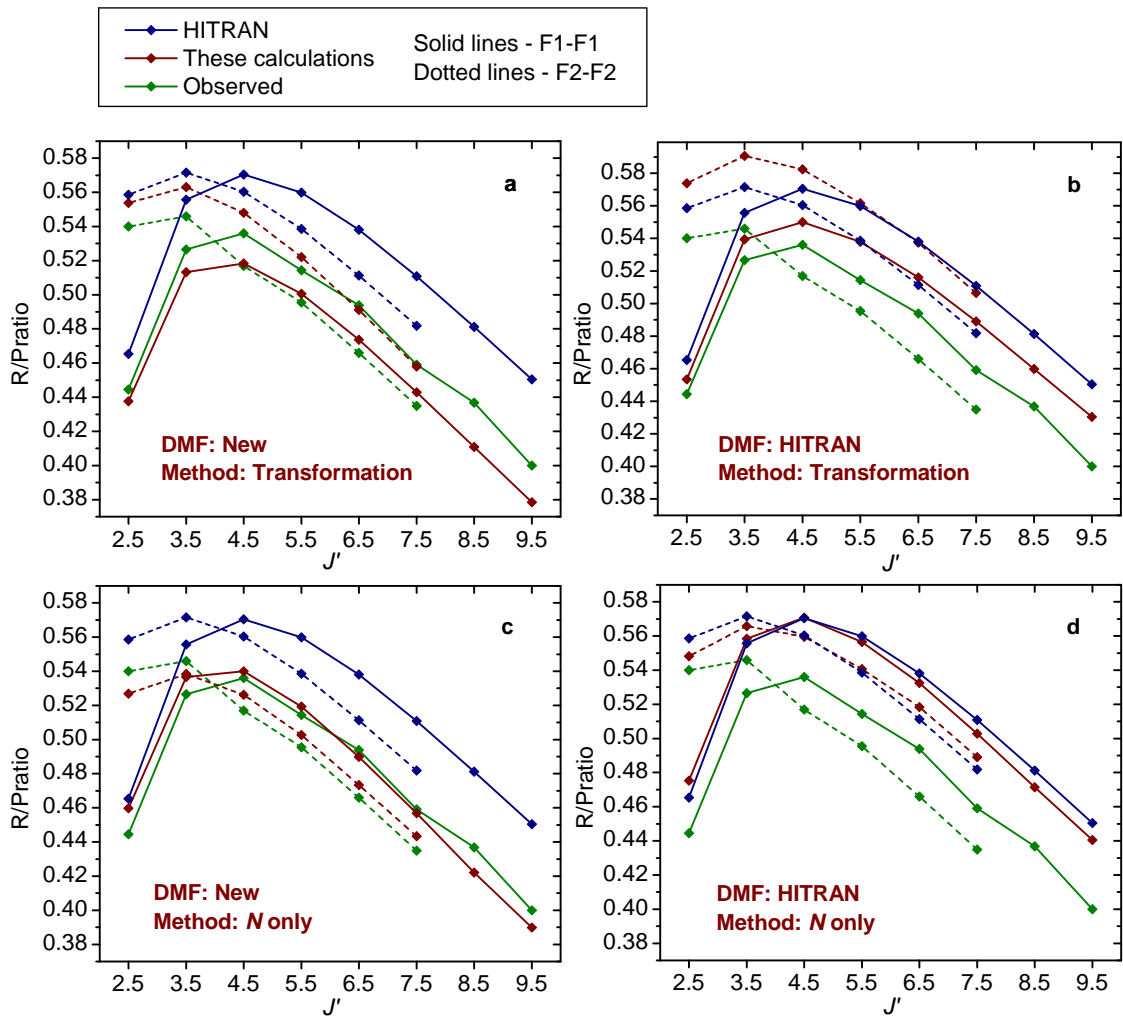 HITRAN
These calculations
Observed
Solid lines - F1-F1
Dotted lines - F2-F2
a
R/Pratio
0.58
0.56
0.54
0.52
0.50
0.48
0.46
0.44
0.42
0.40
0.38
DMF: New
Method: Transformation
2.5 3.5 4.5 5.5 6.5 7.5 8.5 9.5
J'
b
R/Pratio
0.58
0.56
0.54
0.52
0.50
0.48
0.46
0.44
0.42
0.40
0.38
DMF: HITRAN
Method: Transformation
2.5 3.5 4.5 5.5 6.5 7.5 8.5 9.5
J'
c
R/Pratio
0.58
0.56
0.54
0.52
0.50
0.48
0.46
0.44
0.42
0.40
0.38
DMF: New
Method: N only
2.5 3.5 4.5 5.5 6.5 7.5 8.5 9.5
J'
d
R/Pratio
0.58
0.56
0.54
0.52
0.50
0.48
0.46
0.44
0.42
0.40
0.38
DMF: HITRAN
Method: N only
2.5 3.5 4.5 5.5 6.5 7.5 8.5 9.5
J'